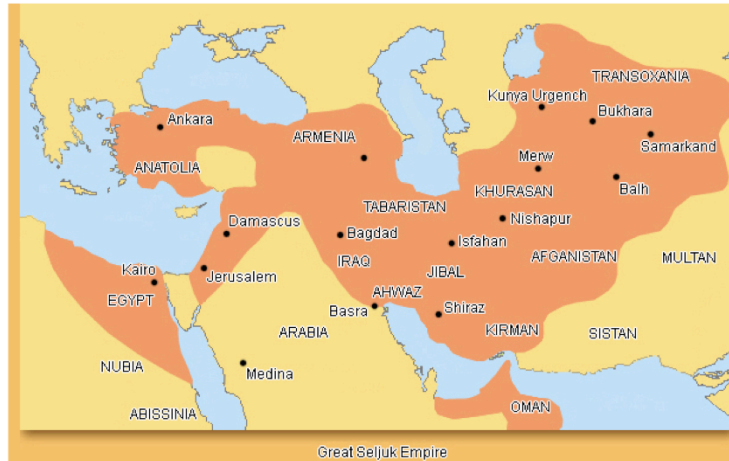 TRANSOXANIA
Kunya Urgench
Bukhara
Ankara
ARMENIA
Samarkand
ANATOLIA
Merw
Balh
KHURASAN
TABARISTAN
Nishapur
Damascus
Bagdad
Isfahan
AFGANISTAN
MULTAN
IRAQ
Kairo
Jerusalem
JIBAL
EGYPT
AHWAZ
Basra
Shiraz
ARABIA
KIRMAN
SISTAN
NUBIA
Medina
OMAN
ABISSINIA
Great Seljuk Empire